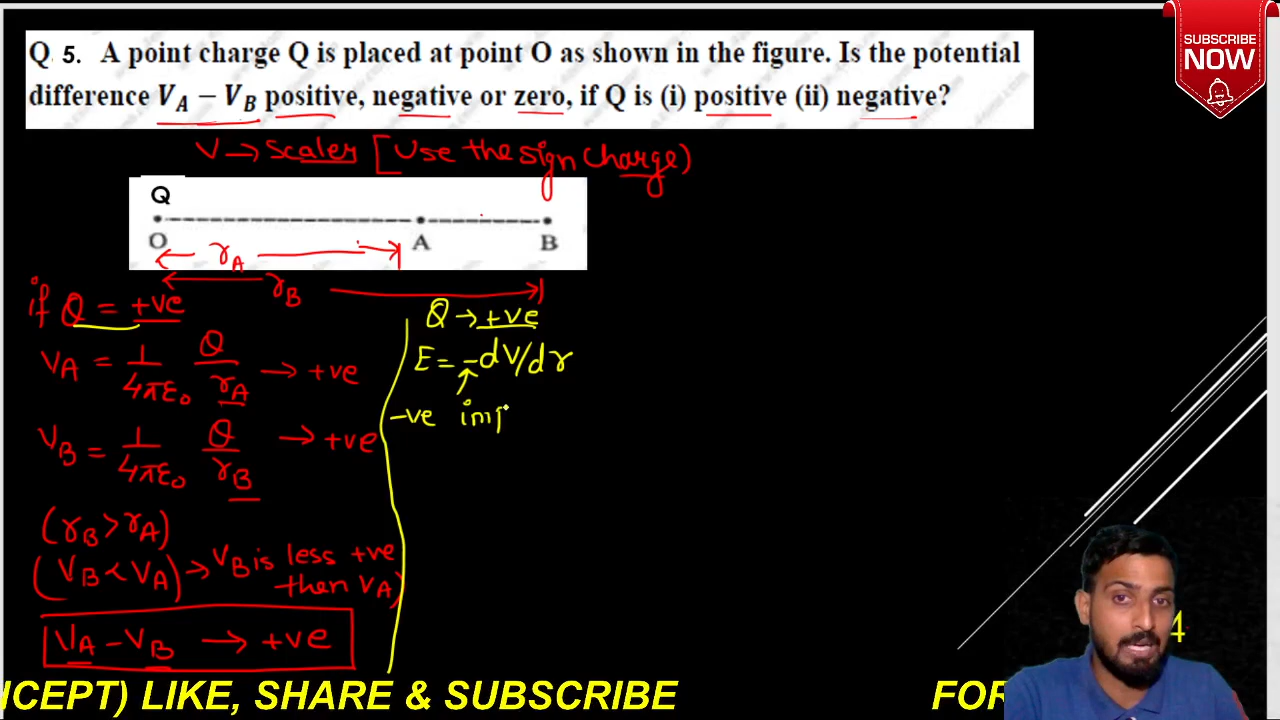 SUBSCRIBE
NOW
Q 5. A point charge Q is placed at point O as shown in the figure. Is the potential
difference V_A − V_B positive, negative or zero, if Q is (i) positive (ii) negative?
V → scaler [Use the sign charge)
Q
O A B
r_A
r_B
if Q = +ve
V_A = 1/4πε₀ Q/r_A → +ve
V_B = 1/4πε₀ Q/r_B → +ve
(r_B > r_A)
(V_B < V_A) → V_B is less +ve
then V_A)
V_A − V_B → +ve
Q → +ve
E = −dV/dr
−ve imp
4
NCEPT) LIKE, SHARE & SUBSCRIBE FOR